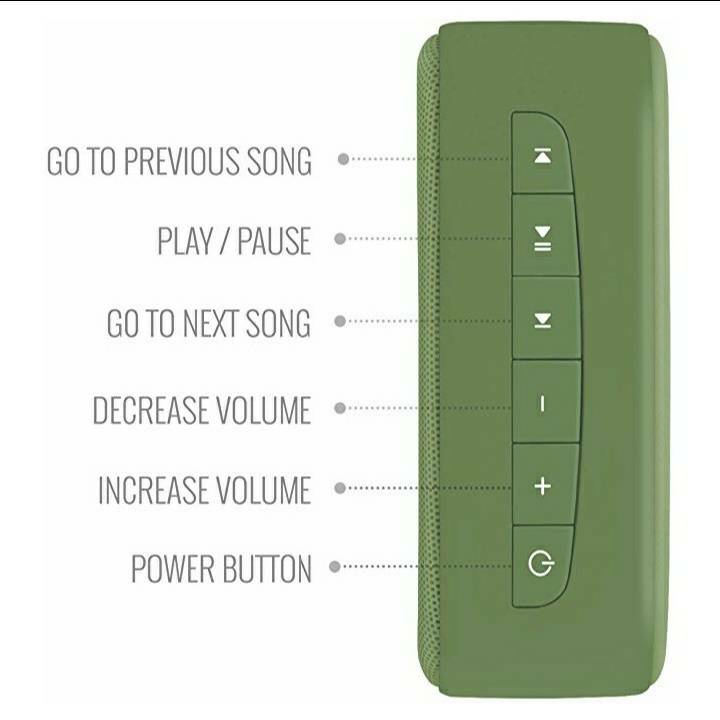 GO TO PREVIOUS SONG
PLAY / PAUSE
GO TO NEXT SONG
DECREASE VOLUME
INCREASE VOLUME
POWER BUTTON